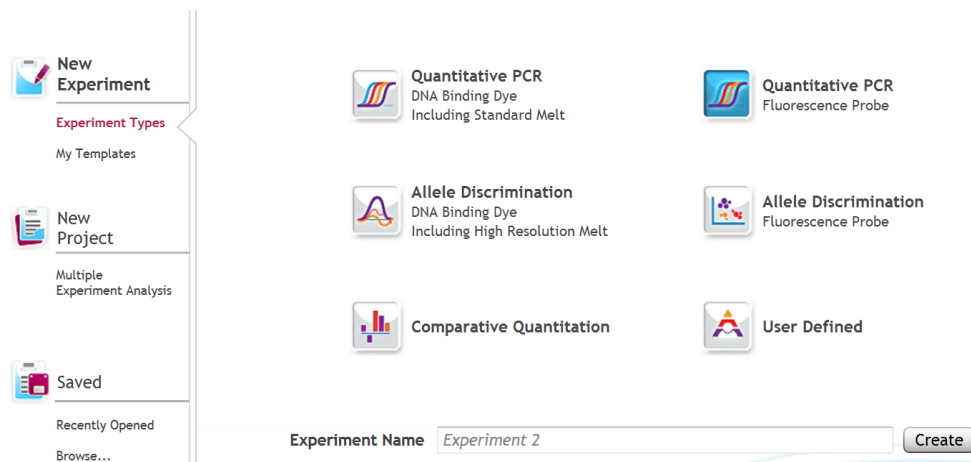 New
Experiment
Experiment Types
My Templates
New
Project
Multiple
Experiment Analysis
Saved
Recently Opened
Browse...
Quantitative PCR
DNA Binding Dye
Including Standard Melt
Quantitative PCR
Fluorescence Probe
Allele Discrimination
DNA Binding Dye
Including High Resolution Melt
Allele Discrimination
Fluorescence Probe
Comparative Quantitation
User Defined
Experiment Name
Experiment 2
Create